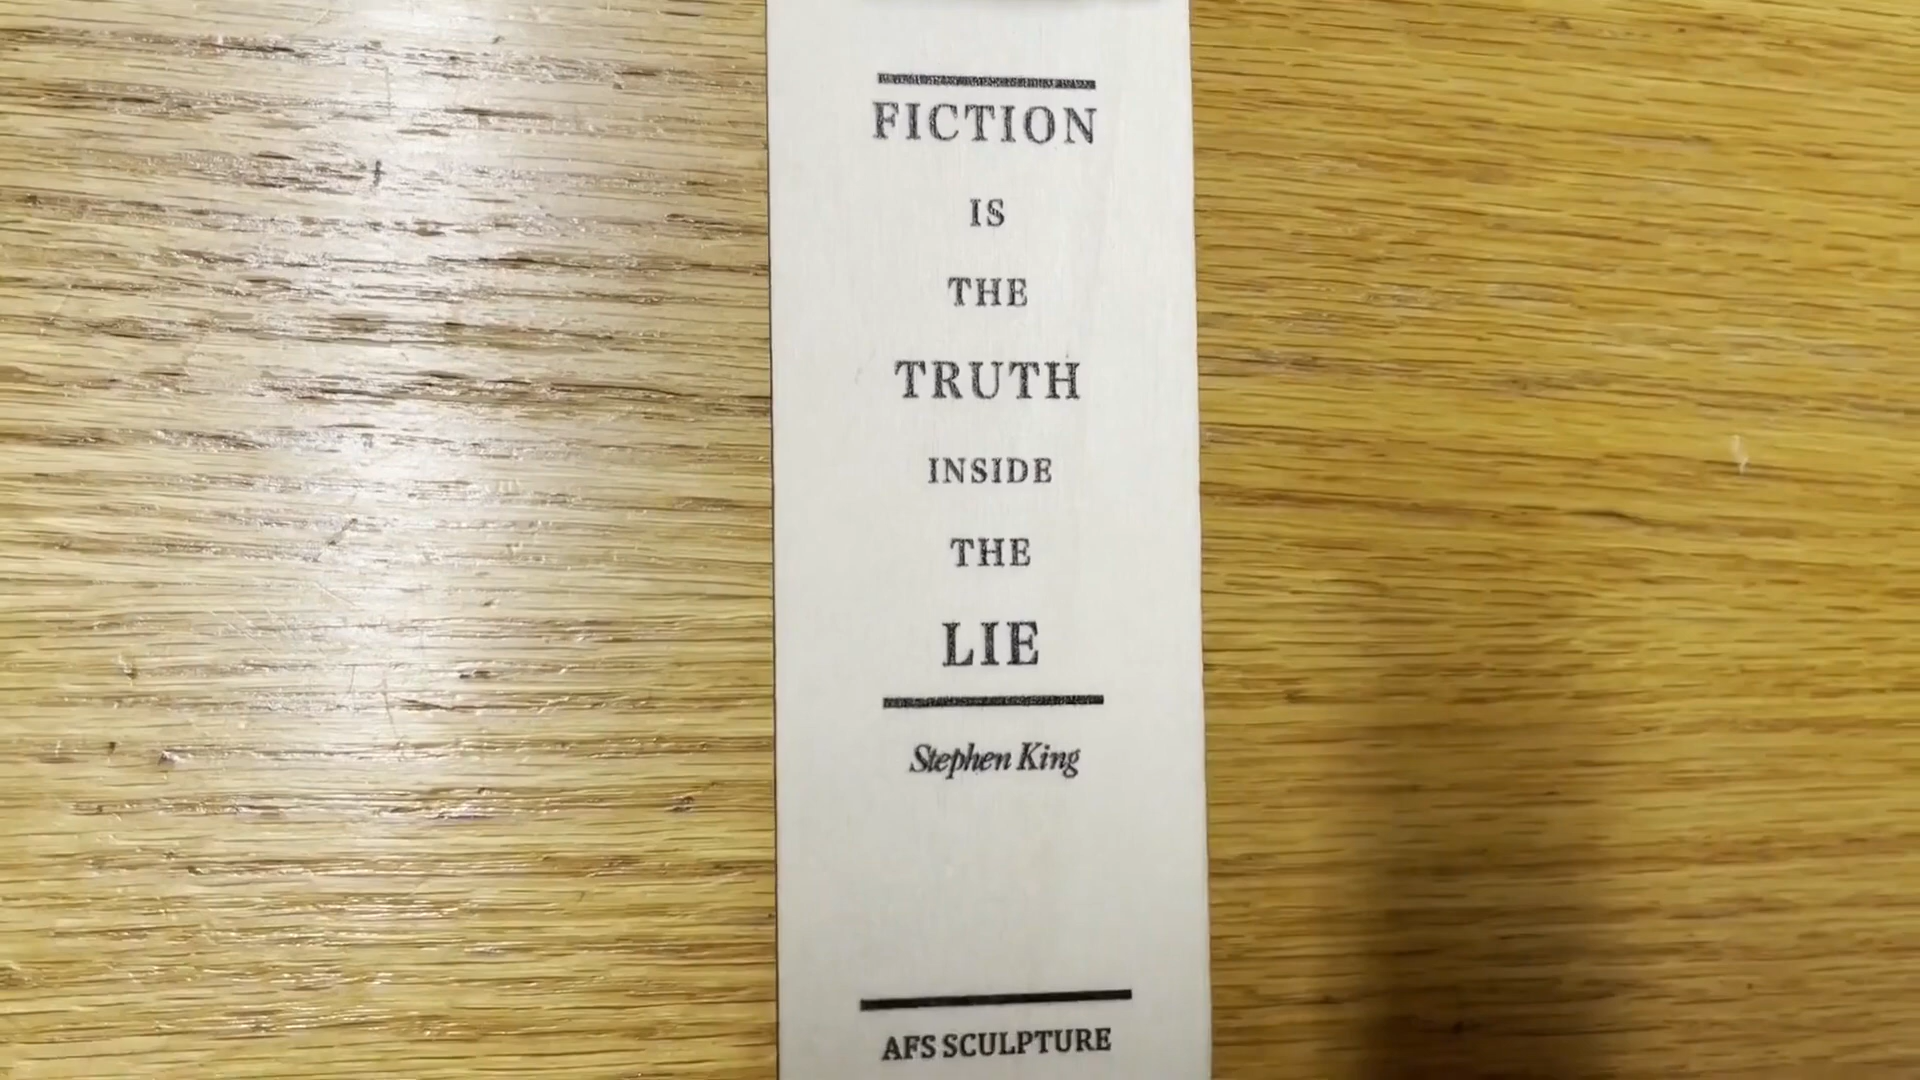 FICTION
IS
THE
TRUTH
INSIDE
THE
LIE
Stephen King
AFS SCULPTURE